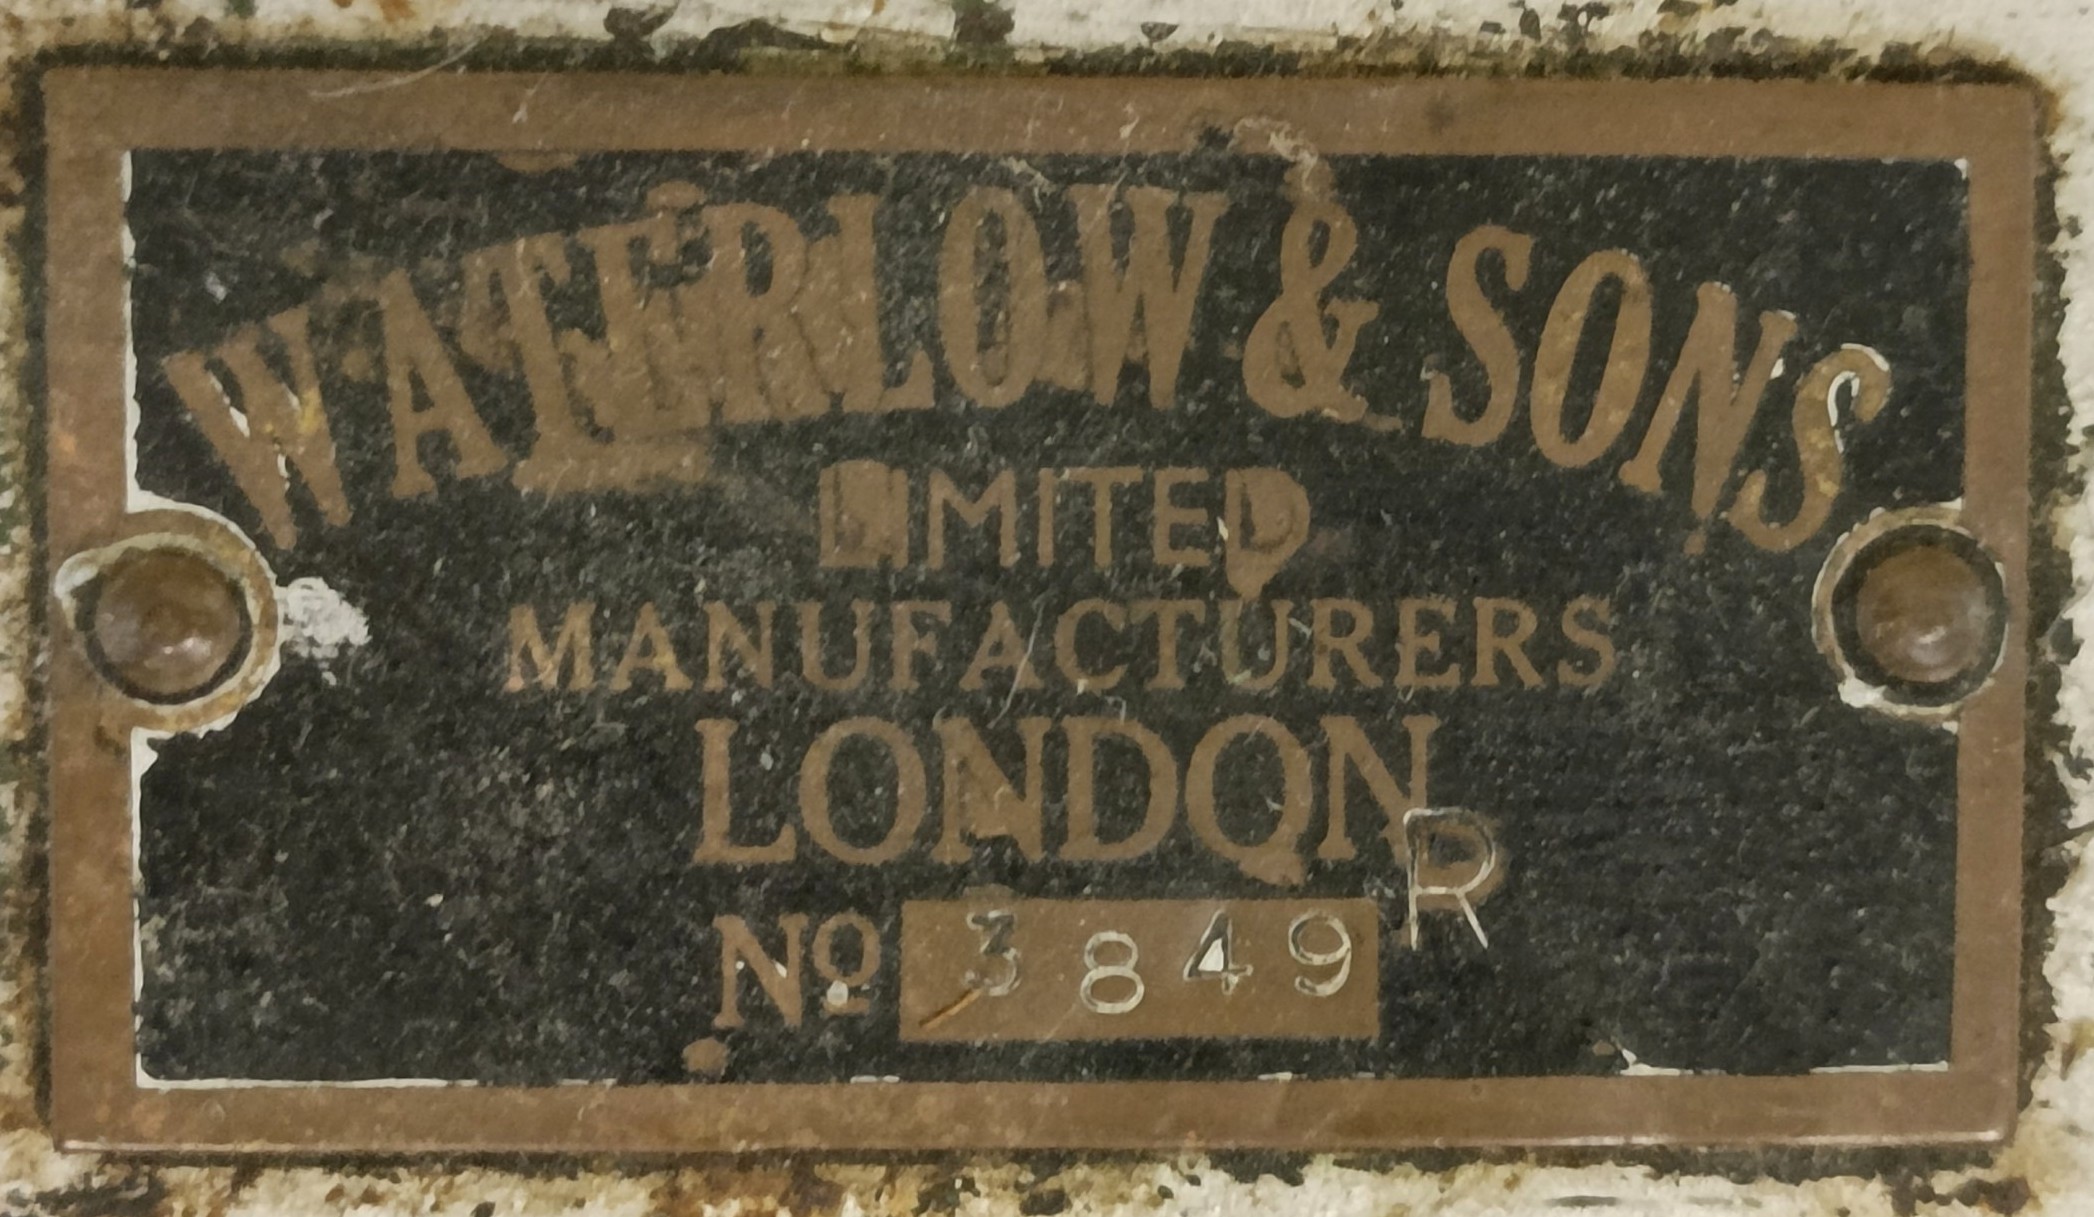 WATERLOW & SONS
LIMITED
MANUFACTURERS
LONDON
No 3849 R